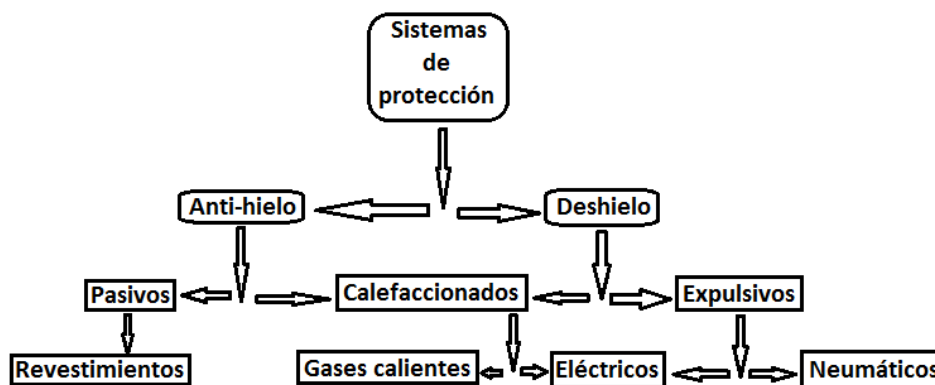 Sistemas
de
protección
Anti-hielo
Deshielo
Pasivos
Calefaccionados
Expulsivos
Revestimientos
Gases calientes
Eléctricos
Neumáticos